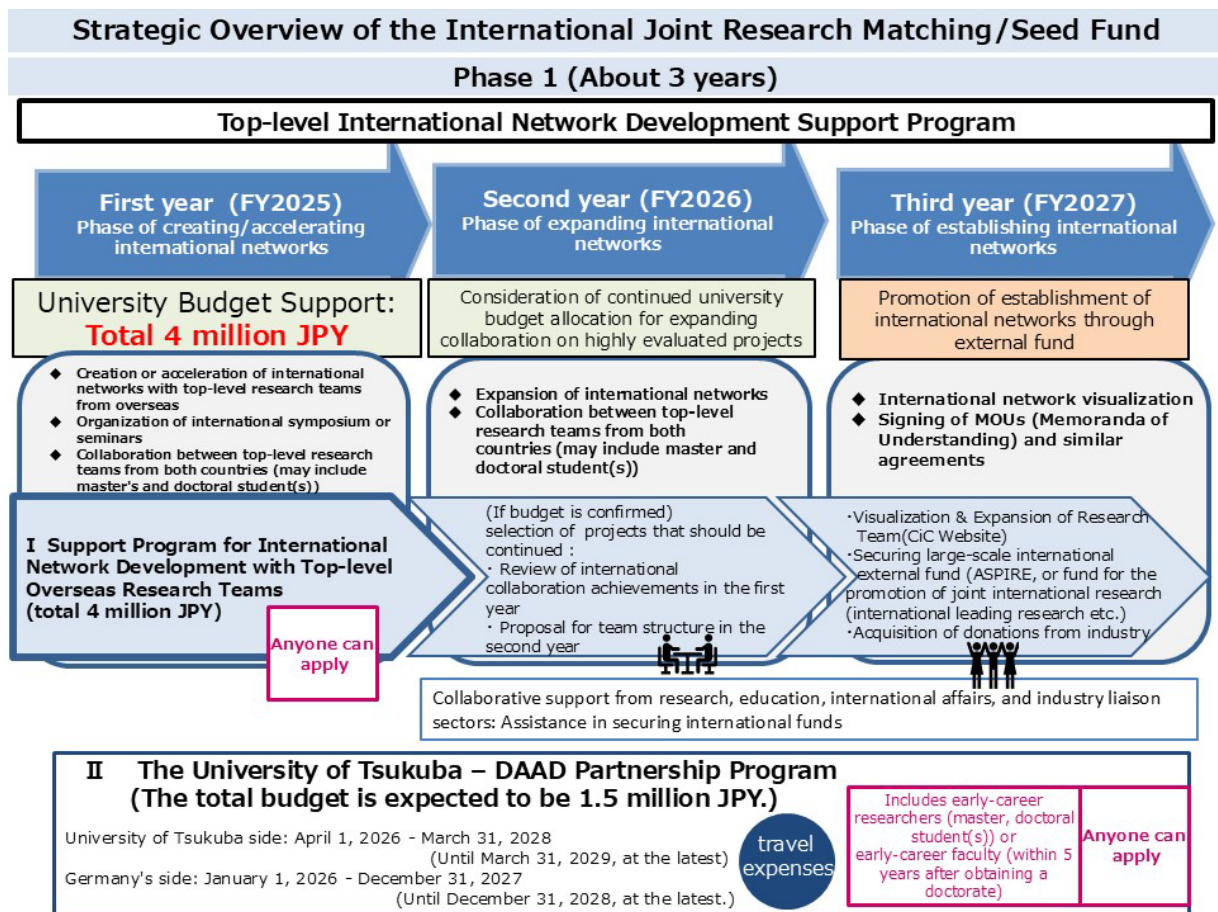 Strategic Overview of the International Joint Research Matching/Seed Fund
Phase 1 (About 3 years)
Top-level International Network Development Support Program
First year (FY2025)
Phase of creating/accelerating
international networks
Second year (FY2026)
Phase of expanding international
networks
Third year (FY2027)
Phase of establishing international
networks
University Budget Support:
Total 4 million JPY
Consideration of continued university
budget allocation for expanding
collaboration on highly evaluated projects
Promotion of establishment of
international networks through
external fund
◆ Creation or acceleration of international
networks with top-level research teams
from overseas
◆ Organization of international symposium or
seminars
◆ Collaboration between top-level research
teams from both countries (may include
master's and doctoral student(s))
◆ Expansion of international networks
◆ Collaboration between top-level
research teams from both
countries (may include master and
doctoral student(s))
◆ International network visualization
◆ Signing of MOUs (Memoranda of
Understanding) and similar
agreements
Ⅰ Support Program for International
Network Development with Top-level
Overseas Research Teams
(total 4 million JPY)
Anyone can
apply
(If budget is confirmed)
selection of projects that should be
continued :
・Review of international
collaboration achievements in the first
year
・Proposal for team structure in the
second year
・Visualization & Expansion of Research
Team(CiC Website)
・Securing large-scale international
external fund (ASPIRE, or fund for the
promotion of joint international research
(international leading research etc.)
・Acquisition of donations from industry
Collaborative support from research, education, international affairs, and industry liaison
sectors: Assistance in securing international funds
Ⅱ The University of Tsukuba – DAAD Partnership Program
(The total budget is expected to be 1.5 million JPY.)
University of Tsukuba side: April 1, 2026 - March 31, 2028
(Until March 31, 2029, at the latest)
Germany's side: January 1, 2026 - December 31, 2027
(Until December 31, 2028, at the latest.)
travel
expenses
Includes early-career
researchers (master, doctoral
student(s)) or
early-career faculty (within 5
years after obtaining a
doctorate)
Anyone can
apply